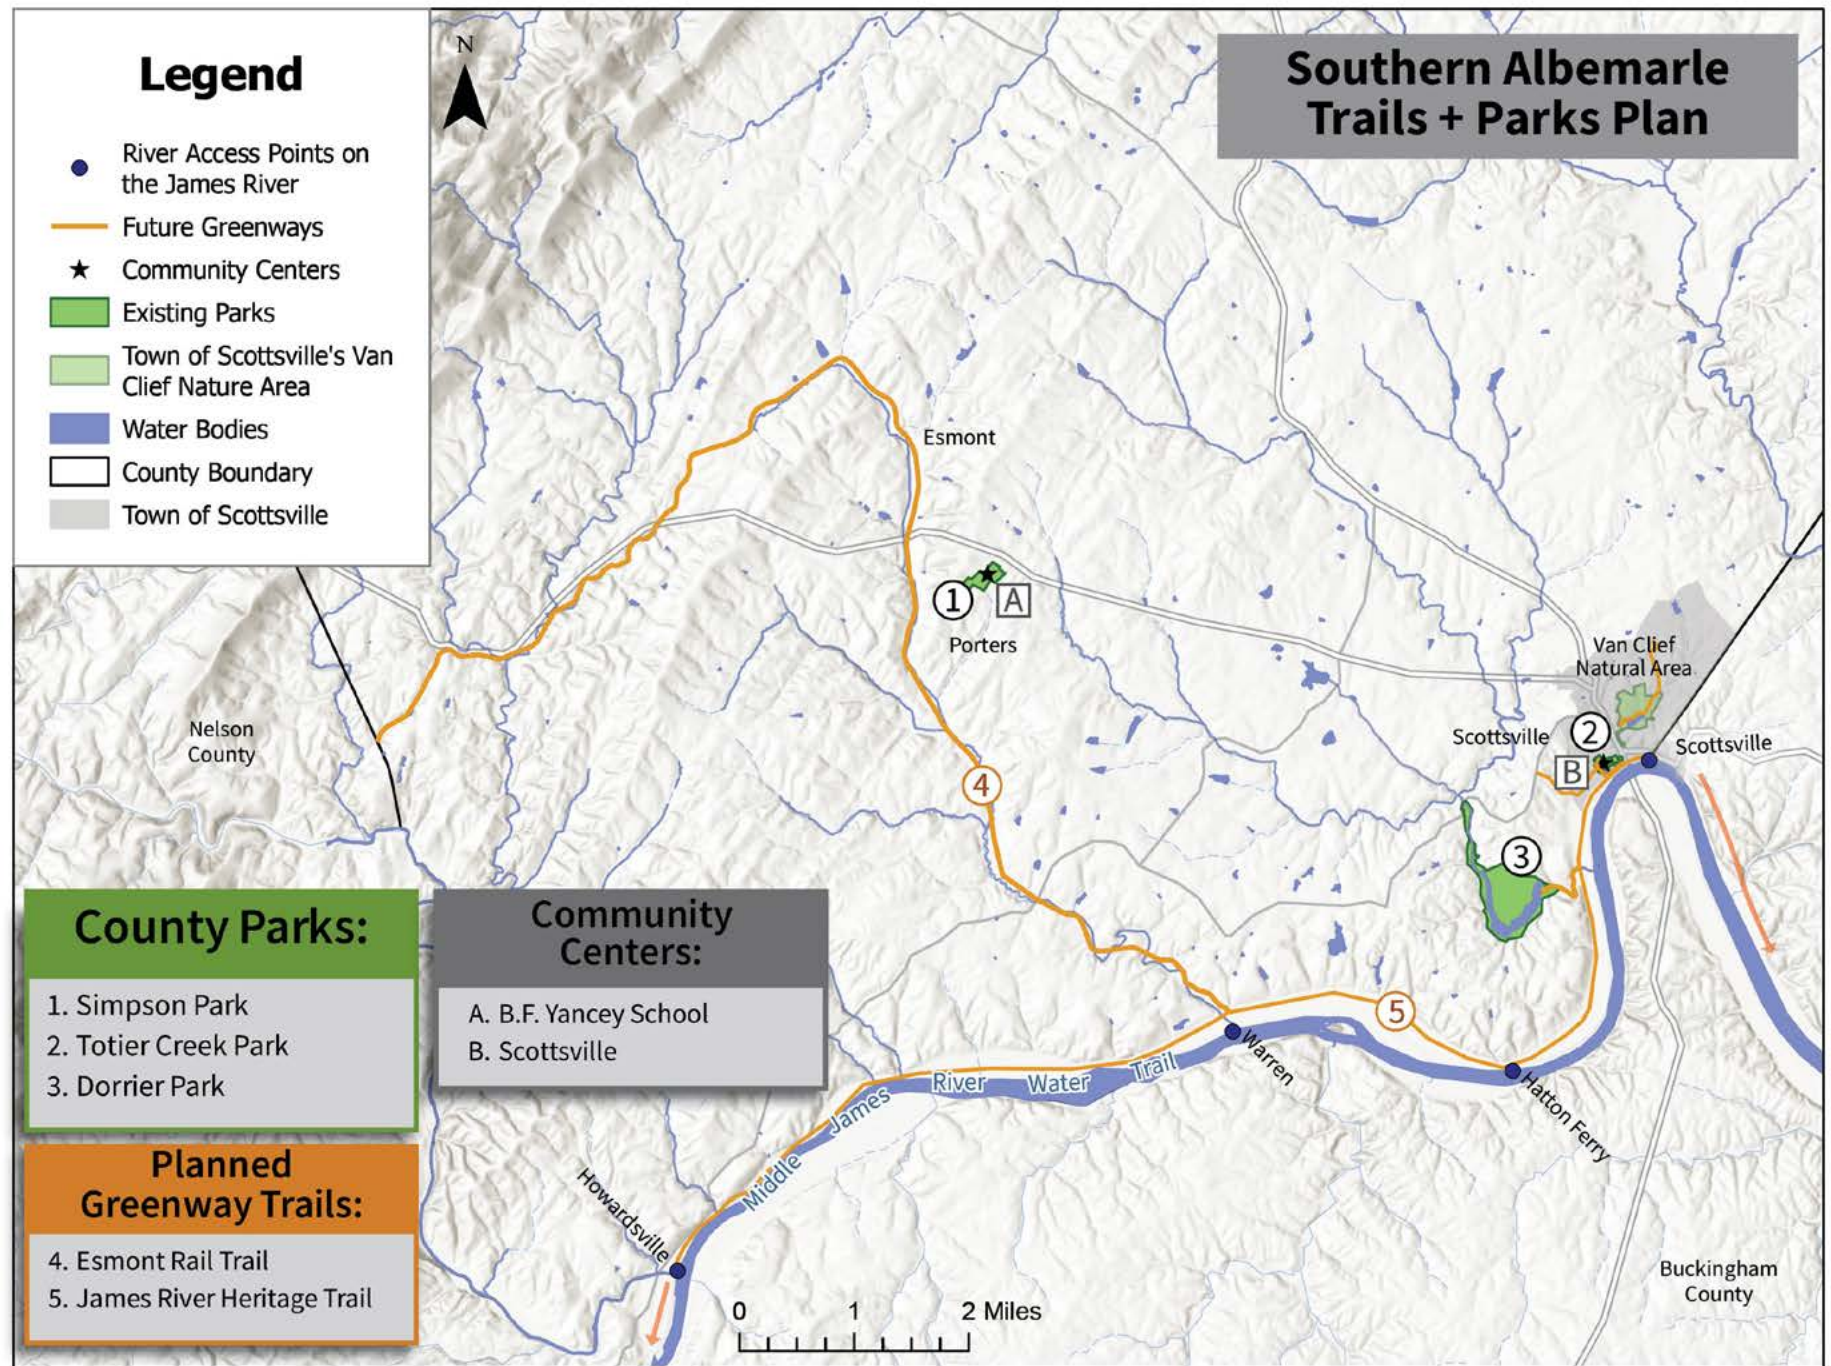 Legend
River Access Points on
the James River
Future Greenways
Community Centers
Existing Parks
Town of Scottsville's Van
Clief Nature Area
Water Bodies
County Boundary
Town of Scottsville
N
Southern Albemarle
Trails + Parks Plan
Esmont
1
A
Porters
Van Clief
Natural Area
Nelson
County
Scottsville
2
Scottsville
B
4
3
5
Warren
Hatton Ferry
Middle James River Water Trail
Howardsville
Buckingham
County
County Parks:
1. Simpson Park
2. Totier Creek Park
3. Dorrier Park
Community
Centers:
A. B.F. Yancey School
B. Scottsville
Planned
Greenway Trails:
4. Esmont Rail Trail
5. James River Heritage Trail
0 1 2 Miles